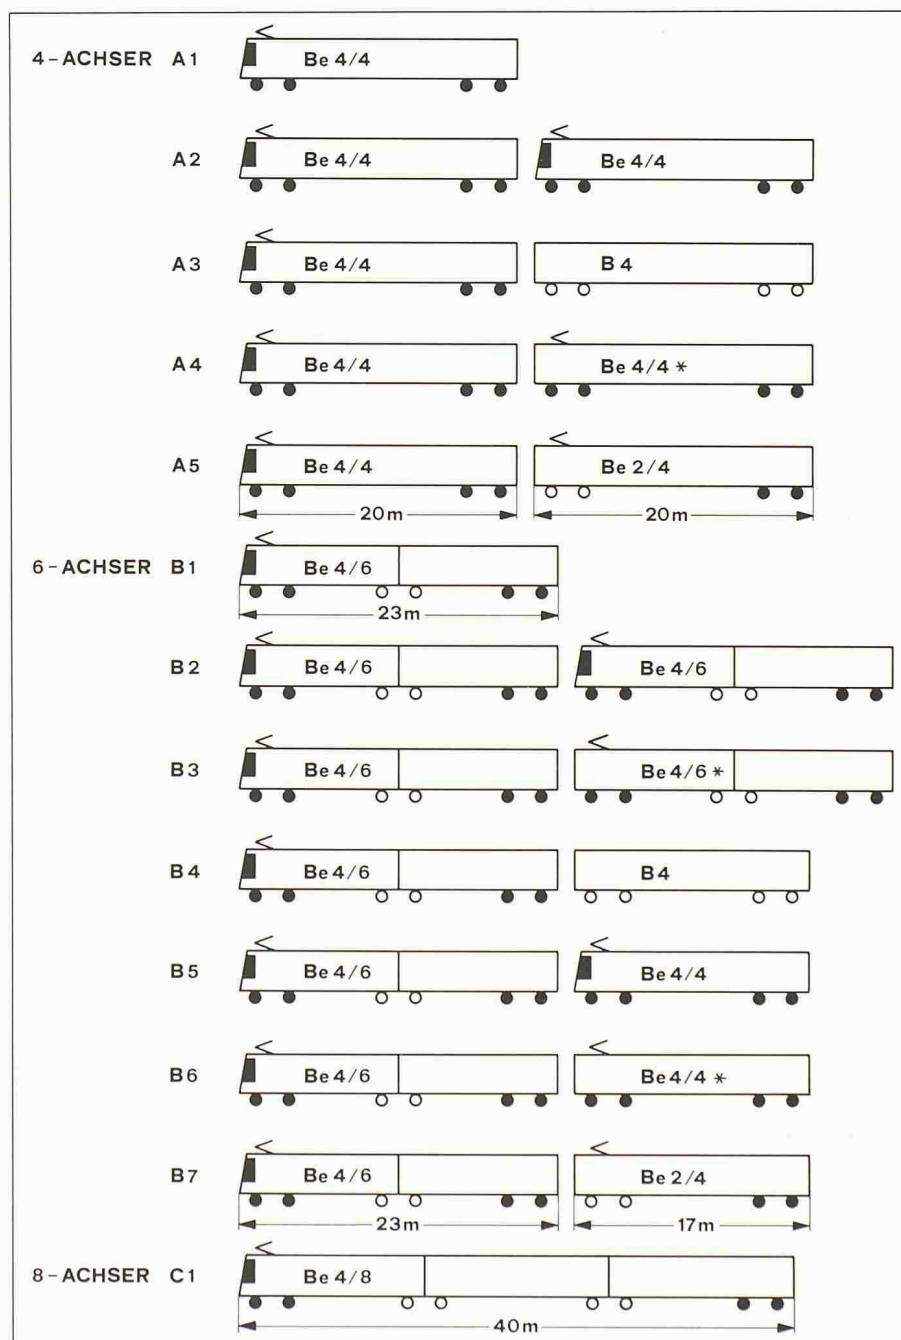 4-ACHSER A1 Be 4/4
A2 Be 4/4 Be 4/4
A3 Be 4/4 B 4
A4 Be 4/4 Be 4/4 *
A5 Be 4/4 Be 2/4
20m 20m
6-ACHSER B1 Be 4/6
23m
B2 Be 4/6 Be 4/6
B3 Be 4/6 Be 4/6 *
B4 Be 4/6 B 4
B5 Be 4/6 Be 4/4
B6 Be 4/6 Be 4/4 *
B7 Be 4/6 Be 2/4
23m 17m
8-ACHSER C1 Be 4/8
40m